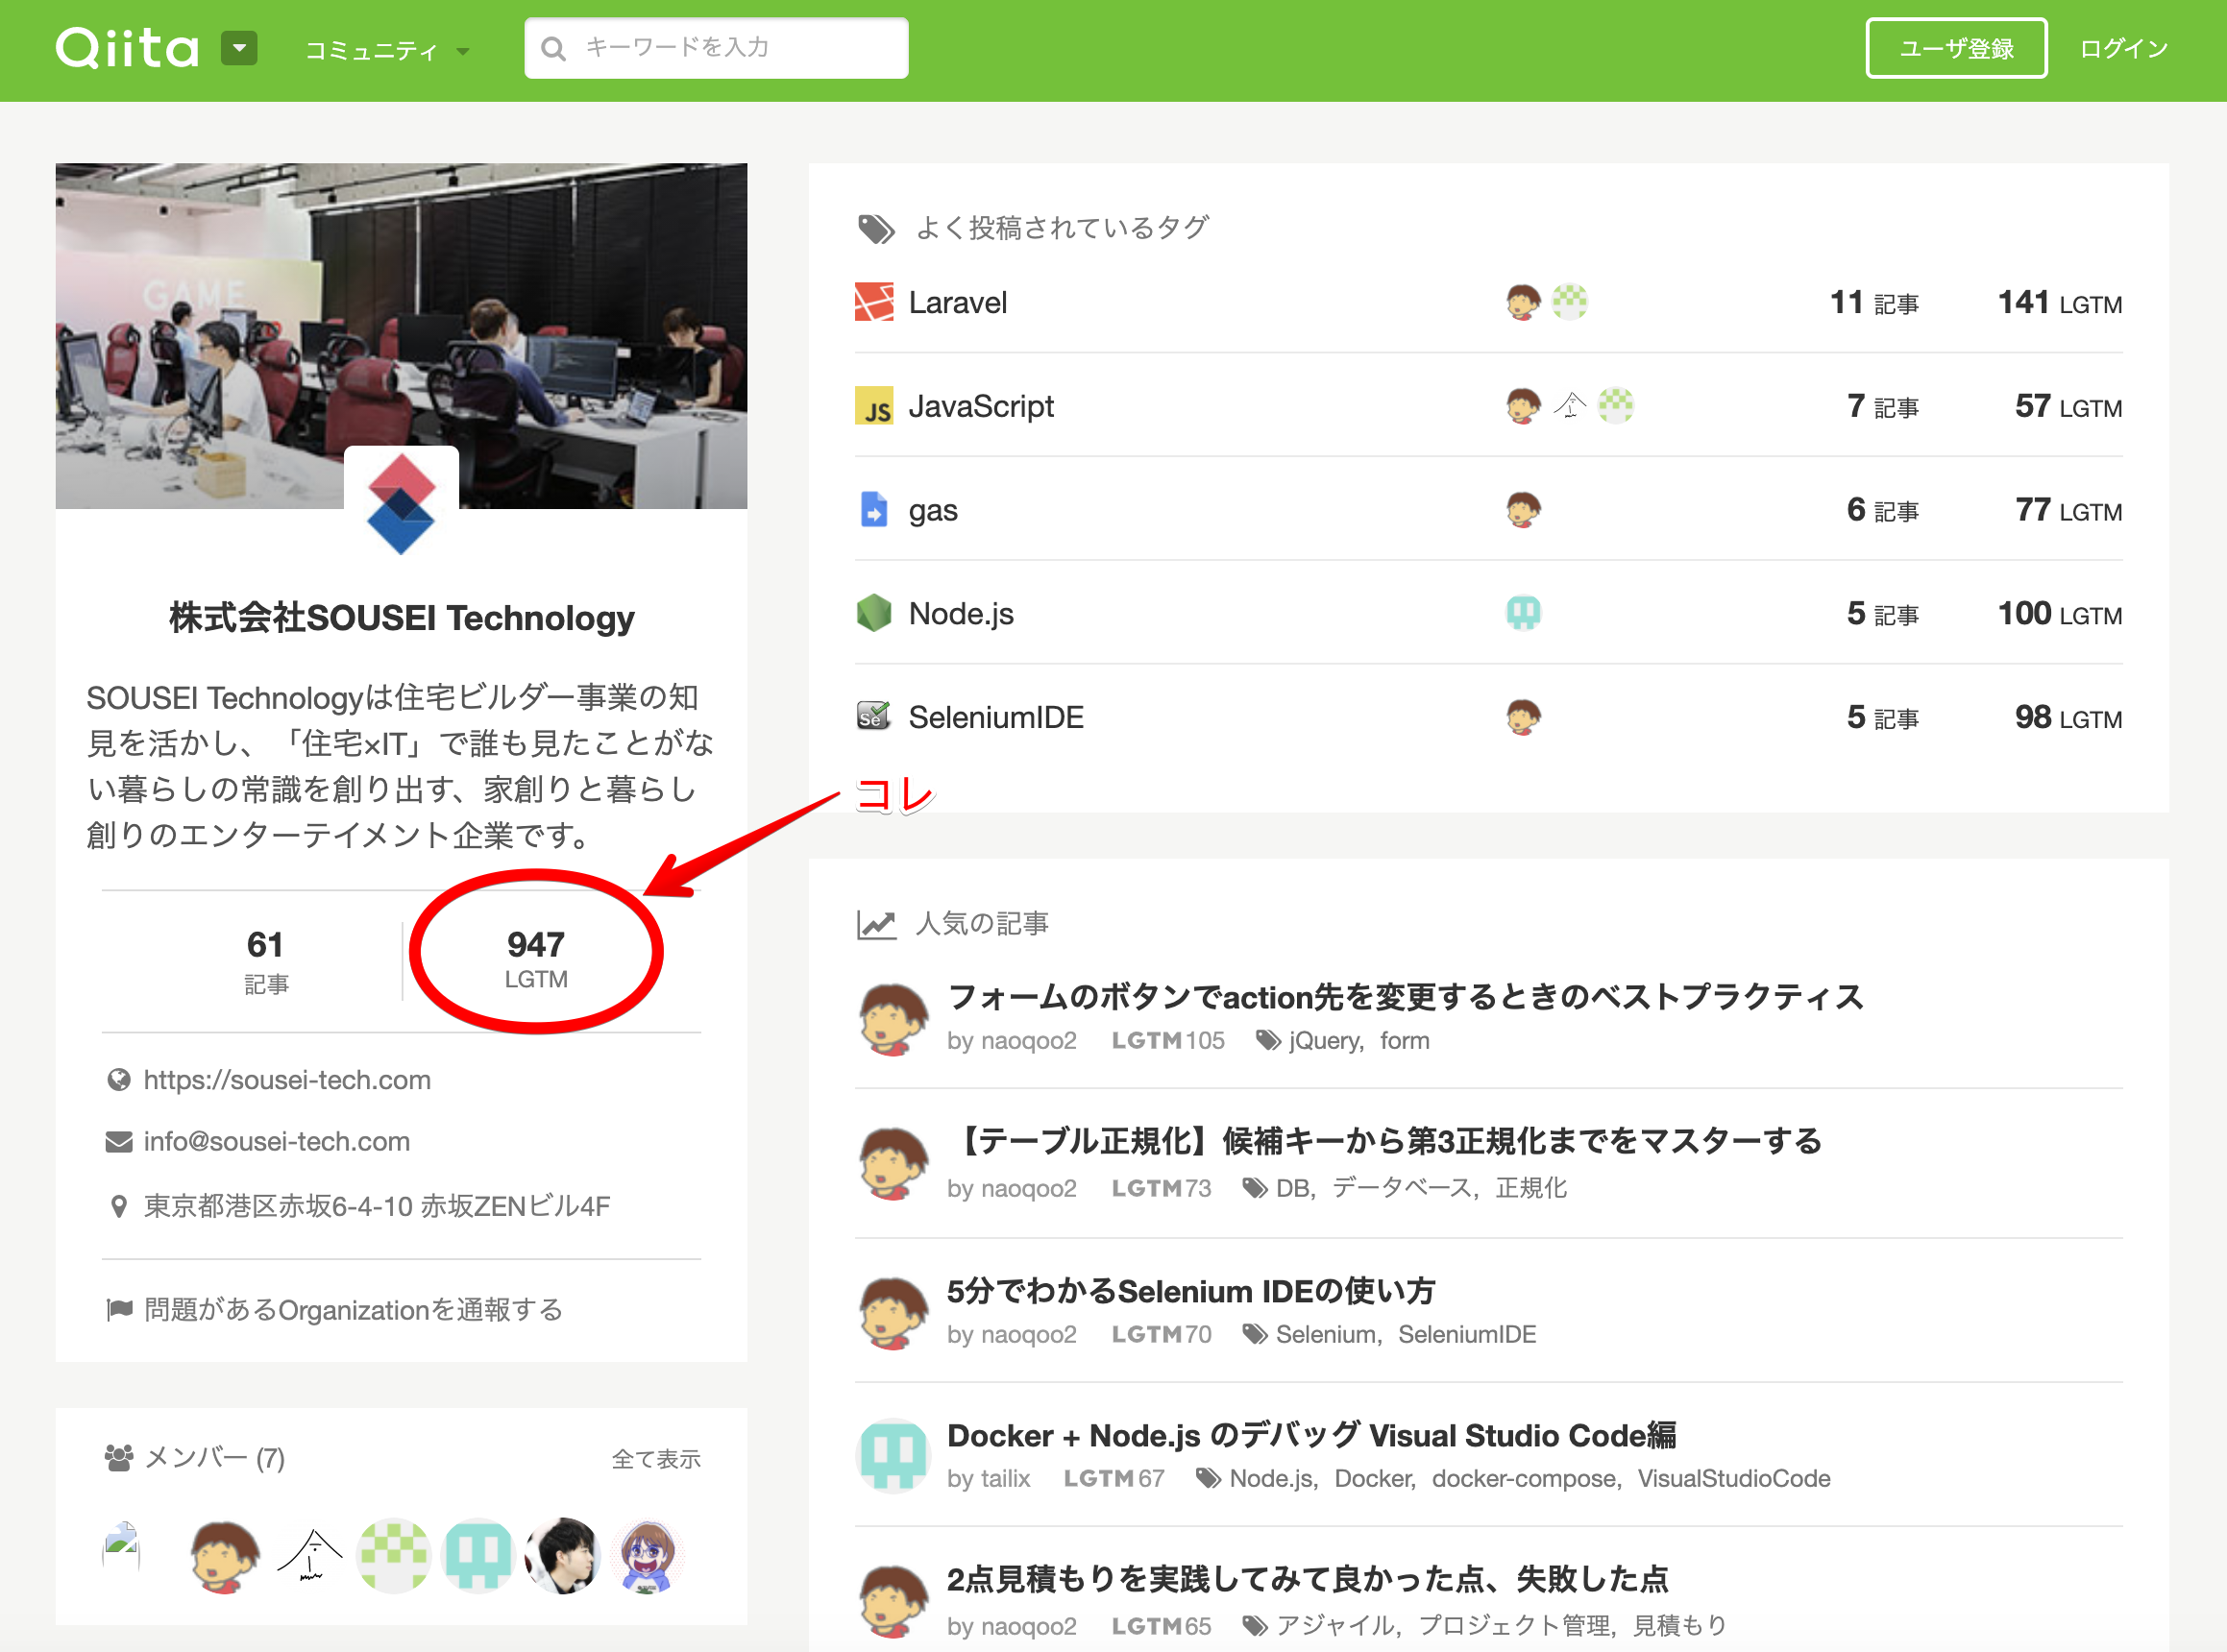 Qiita
コミュニティ
キーワードを入力
ユーザ登録
ログイン
GAME
株式会社SOUSEI Technology
SOUSEI Technologyは住宅ビルダー事業の知
見を活かし、「住宅×IT」で誰も見たことがな
い暮らしの常識を創り出す、家創りと暮らし
創りのエンターテイメント企業です。
61
記事
947
LGTM
https://sousei-tech.com
info@sousei-tech.com
東京都港区赤坂6-4-10 赤坂ZENビル4F
問題があるOrganizationを通報する
メンバー (7)
全て表示
よく投稿されているタグ
Laravel 11 記事 141 LGTM
JS JavaScript 7 記事 57 LGTM
gas 6 記事 77 LGTM
Node.js 5 記事 100 LGTM
Se SeleniumIDE 5 記事 98 LGTM
コレ
人気の記事
フォームのボタンでaction先を変更するときのベストプラクティス
by naoqoo2 LGTM 105 jQuery, form
【テーブル正規化】候補キーから第3正規化までをマスターする
by naoqoo2 LGTM 73 DB, データベース, 正規化
5分でわかるSelenium IDEの使い方
by naoqoo2 LGTM 70 Selenium, SeleniumIDE
Docker + Node.js のデバッグ Visual Studio Code編
by tailix LGTM 67 Node.js, Docker, docker-compose, VisualStudioCode
2点見積もりを実践してみて良かった点、失敗した点
by naoqoo2 LGTM 65 アジャイル, プロジェクト管理, 見積もり